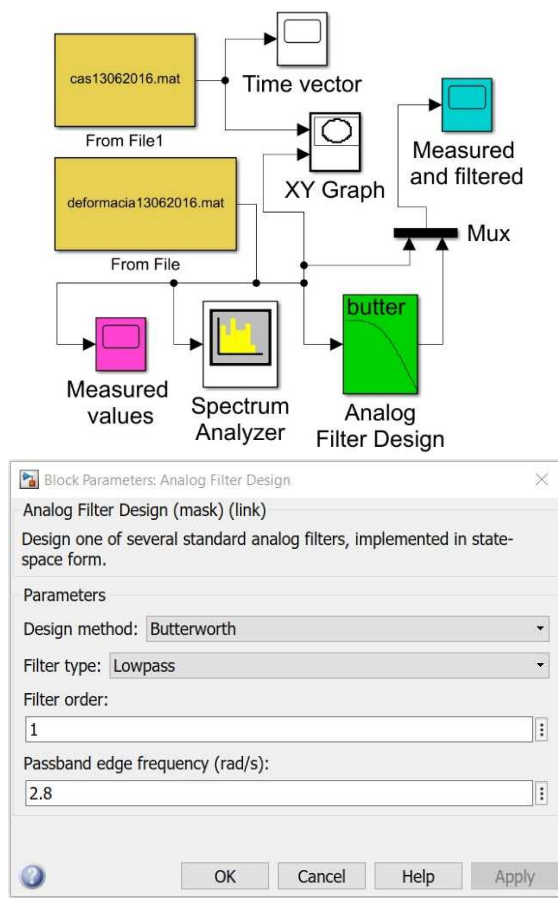 cas13062016.mat
From File1
Time vector
XY Graph
Measured
and filtered
deformacia13062016.mat
From File
Mux
Measured
values
Spectrum
Analyzer
butter
Analog
Filter Design
Block Parameters: Analog Filter Design
Analog Filter Design (mask) (link)
Design one of several standard analog filters, implemented in state-
space form.
Parameters
Design method: Butterworth
Filter type: Lowpass
Filter order:
1
Passband edge frequency (rad/s):
2.8
? OK Cancel Help Apply